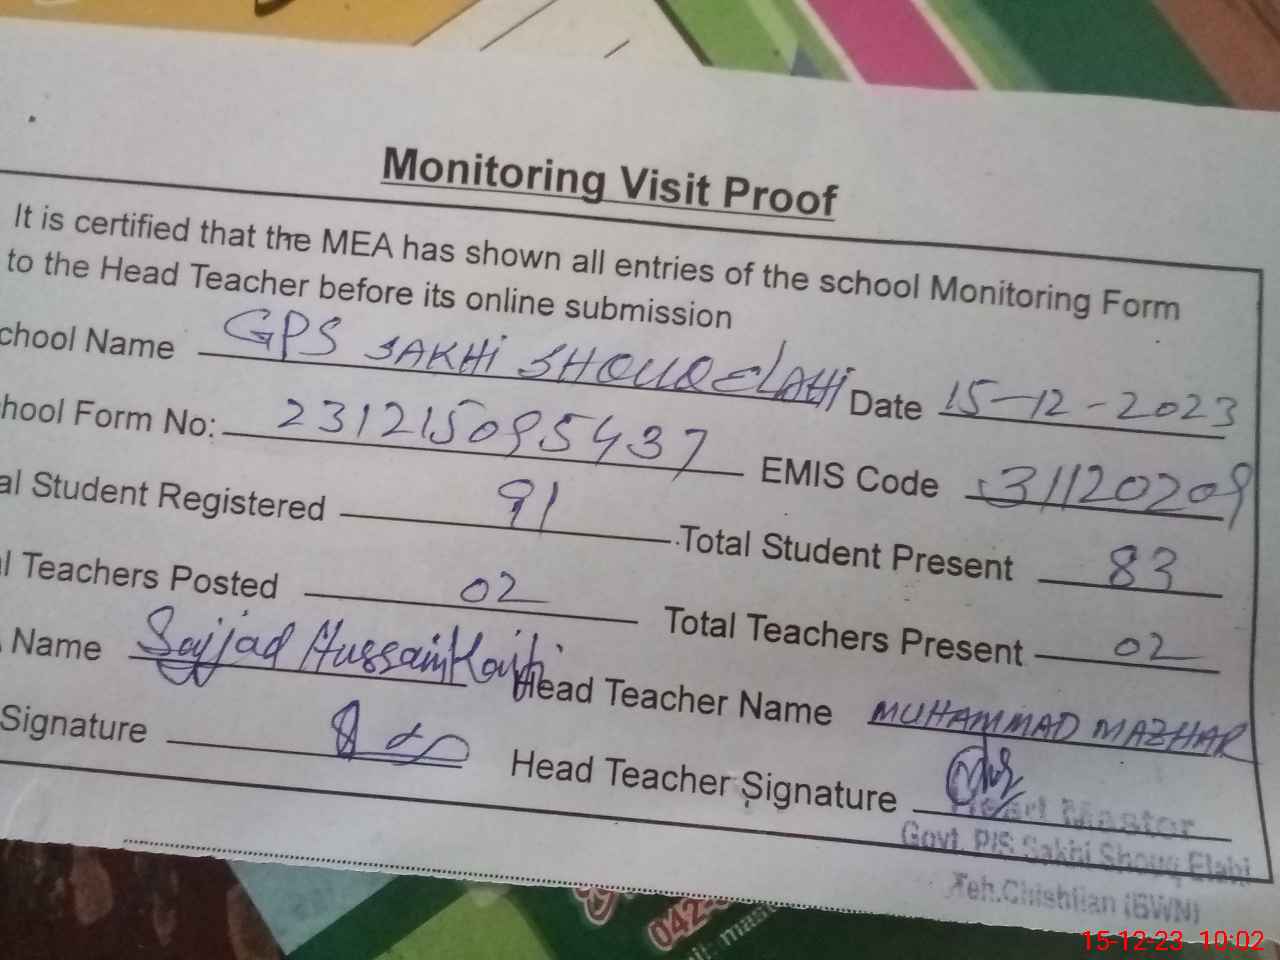 Monitoring Visit Proof
It is certified that the MEA has shown all entries of the school Monitoring Form
to the Head Teacher before its online submission
chool Name GPS SAKHI SHOUQ ELAHI Date 15-12-2023
hool Form No: 231215095437 EMIS Code 31120209
al Student Registered 91 Total Student Present 83
l Teachers Posted 02 Total Teachers Present 02
Name Sajjad Hussain Head Teacher Name MUHAMMAD MAZHAR
Signature Head Teacher Signature
Head Master
Govt. P/S Sakhi Shouq Elahi
Teh. Chishtian (BWN)
042-
15-12-23 10:02